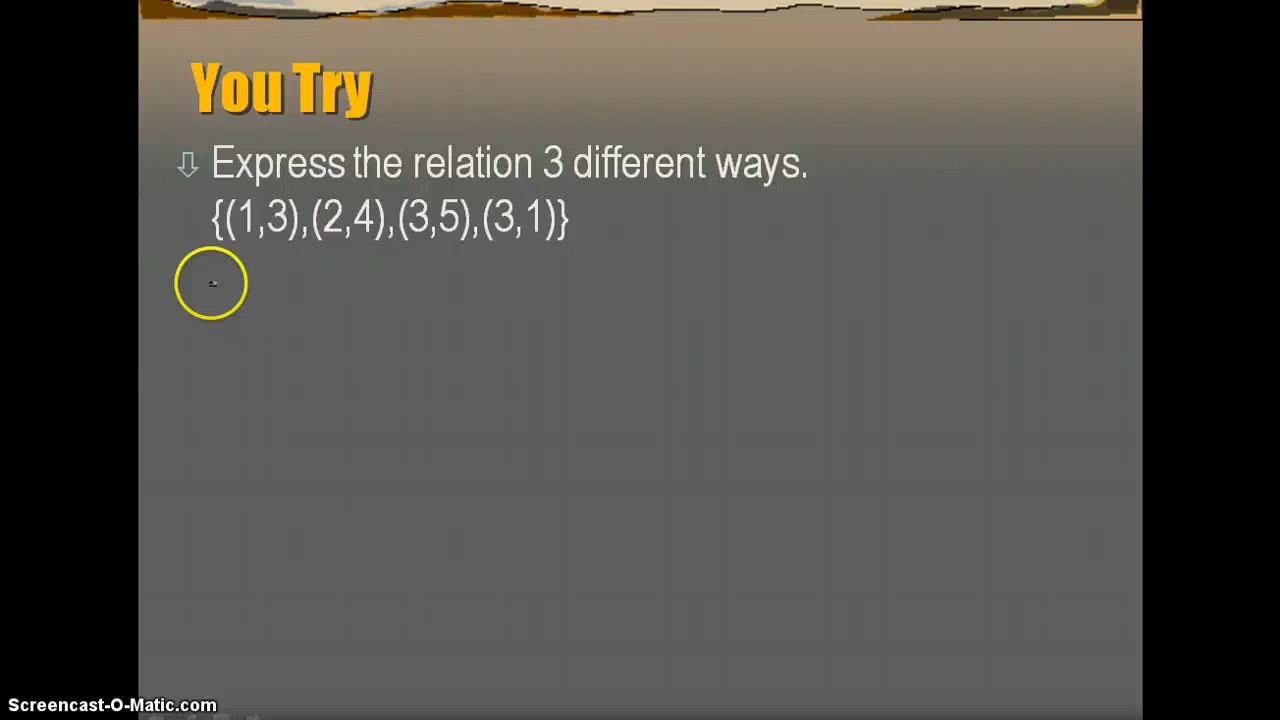 You Try
Express the relation 3 different ways.
{(1,3),(2,4),(3,5),(3,1)}
Screencast-O-Matic.com